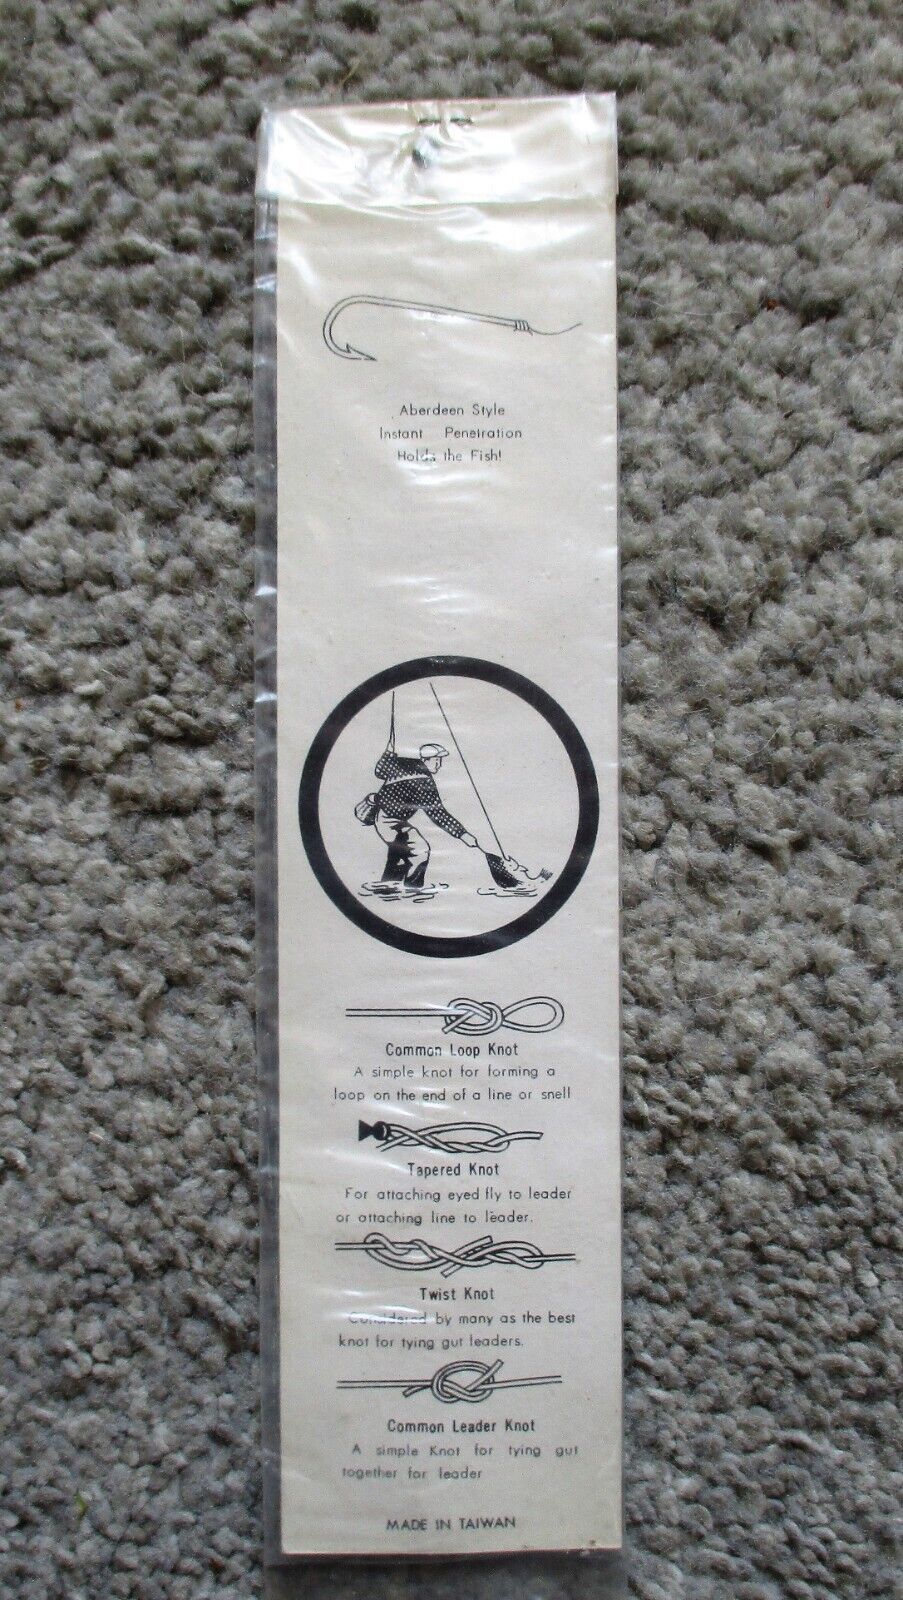 Aberdeen Style
Instant Penetration
Holds the Fish!
Common Loop Knot
A simple knot for forming a
loop on the end of a line or snell
Tapered Knot
For attaching eyed fly to leader
or attaching line to leader.
Twist Knot
Considered by many as the best
knot for tying gut leaders.
Common Leader Knot
A simple Knot for tying gut
together for leader
MADE IN TAIWAN